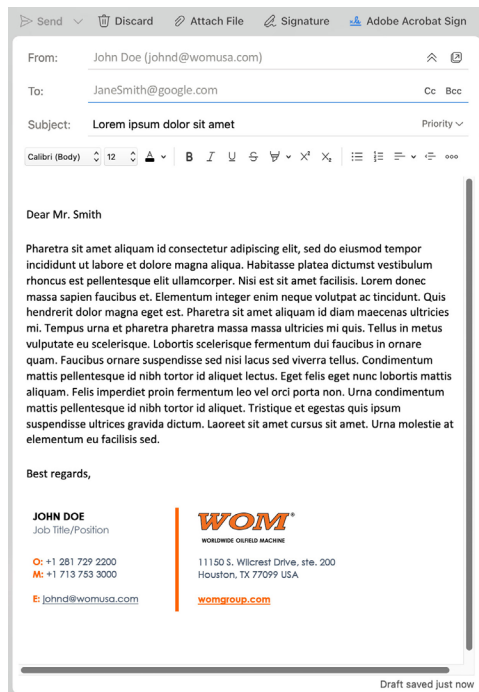 Send Discard Attach File Signature Adobe Acrobat Sign
From: John Doe (johnd@womusa.com)
To: JaneSmith@google.com Cc Bcc
Subject: Lorem ipsum dolor sit amet Priority
Calibri (Body) 12 A B I U S X² X₂
Dear Mr. Smith
Pharetra sit amet aliquam id consectetur adipiscing elit, sed do eiusmod tempor
incididunt ut labore et dolore magna aliqua. Habitasse platea dictumst vestibulum
rhoncus est pellentesque elit ullamcorper. Nisi est sit amet facilisis. Lorem donec
massa sapien faucibus et. Elementum integer enim neque volutpat ac tincidunt. Quis
hendrerit dolor magna eget est. Pharetra sit amet aliquam id diam maecenas ultricies
mi. Tempus urna et pharetra pharetra massa massa ultricies mi quis. Tellus in metus
vulputate eu scelerisque. Lobortis scelerisque fermentum dui faucibus in ornare
quam. Faucibus ornare suspendisse sed nisi lacus sed viverra tellus. Condimentum
mattis pellentesque id nibh tortor id aliquet lectus. Eget felis eget nunc lobortis mattis
aliquam. Felis imperdiet proin fermentum leo vel orci porta non. Urna condimentum
mattis pellentesque id nibh tortor id aliquet. Tristique et egestas quis ipsum
suspendisse ultrices gravida dictum. Laoreet sit amet cursus sit amet. Urna molestie at
elementum eu facilisis sed.
Best regards,
JOHN DOE
Job Title/Position
O: +1 281 729 2200
M: +1 713 753 3000
E: johnd@womusa.com
WOM®
WORLDWIDE OILFIELD MACHINE
11150 S. Wilcrest Drive, ste. 200
Houston, TX 77099 USA
womgroup.com
Draft saved just now